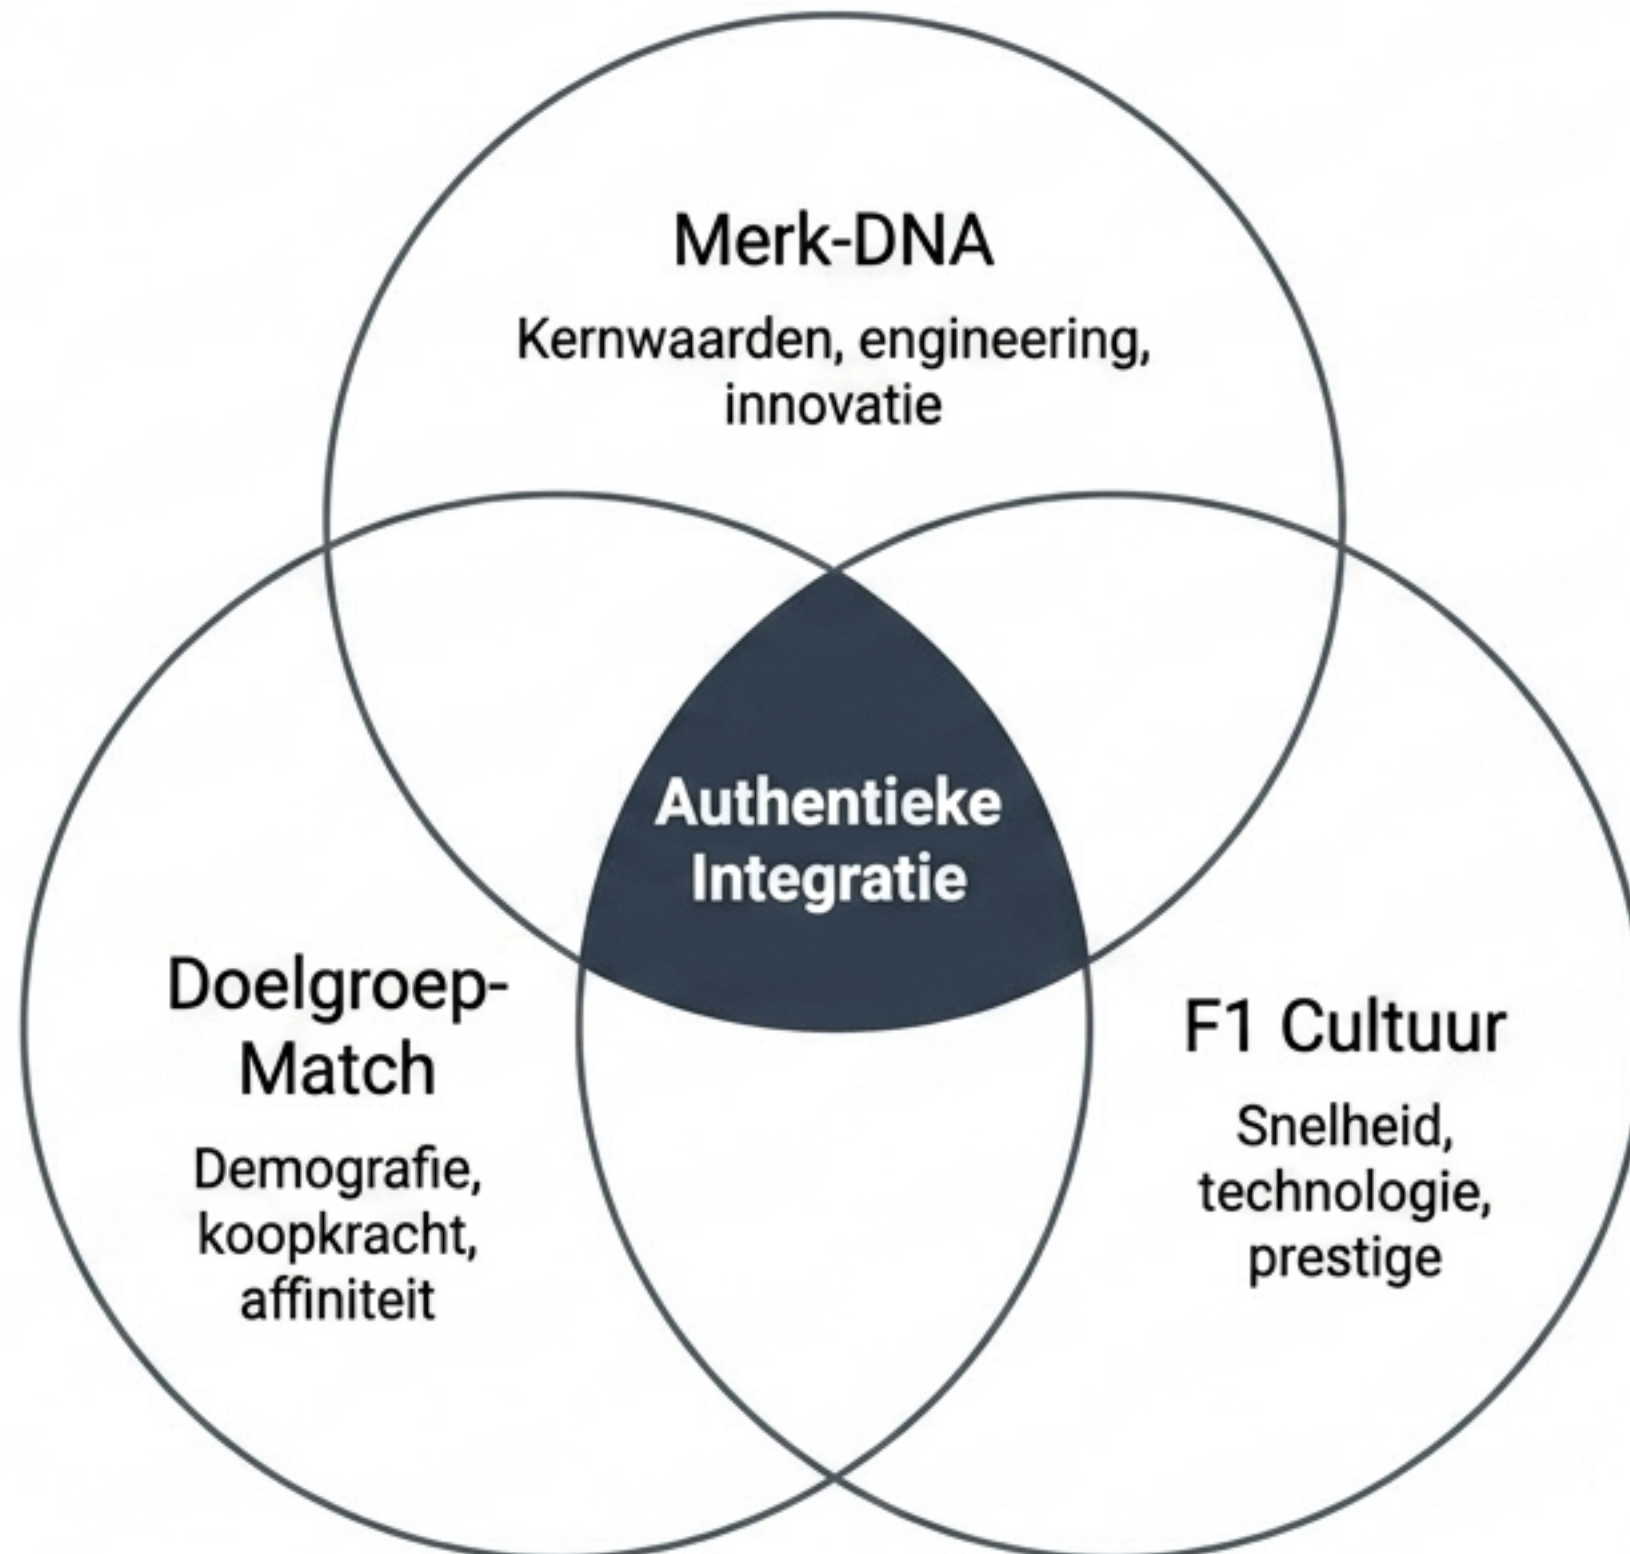 Merk-DNA
Kernwaarden, engineering,
innovatie
Authentieke
Integratie
Doelgroep-
Match
Demografie,
koopkracht,
affiniteit
F1 Cultuur
Snelheid,
technologie,
prestige